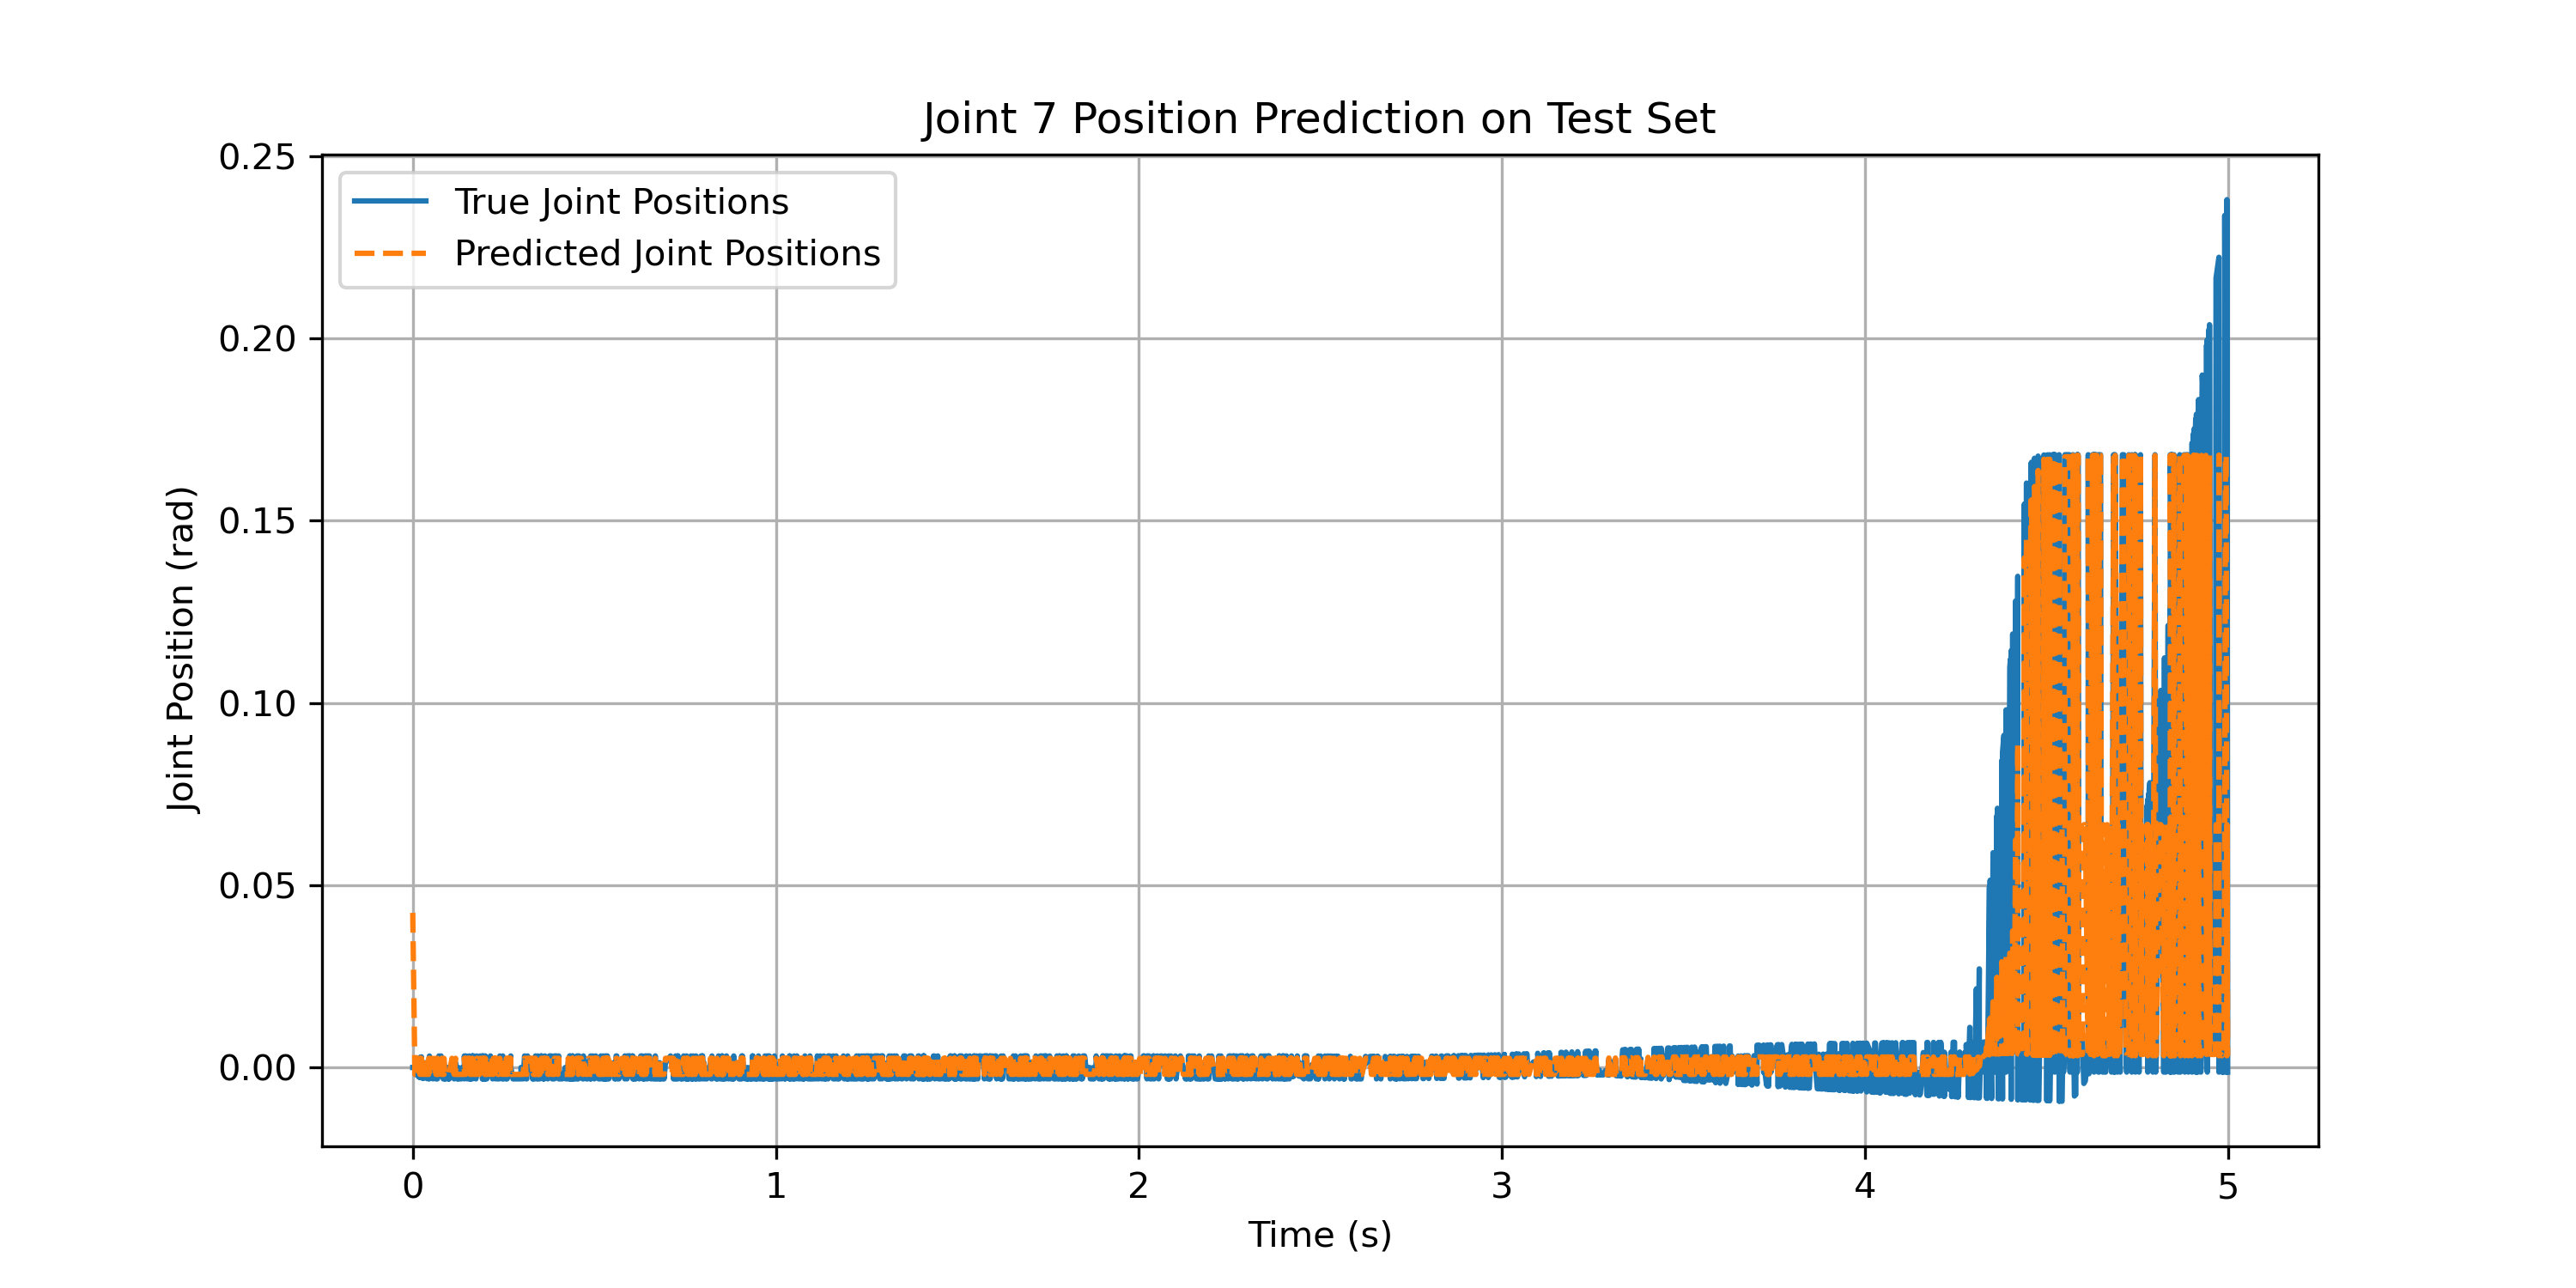 Joint 7 Position Prediction on Test Set
True Joint Positions
Predicted Joint Positions
Joint Position (rad)
0.25
0.20
0.15
0.10
0.05
0.00
0 1 2 3 4 5
Time (s)